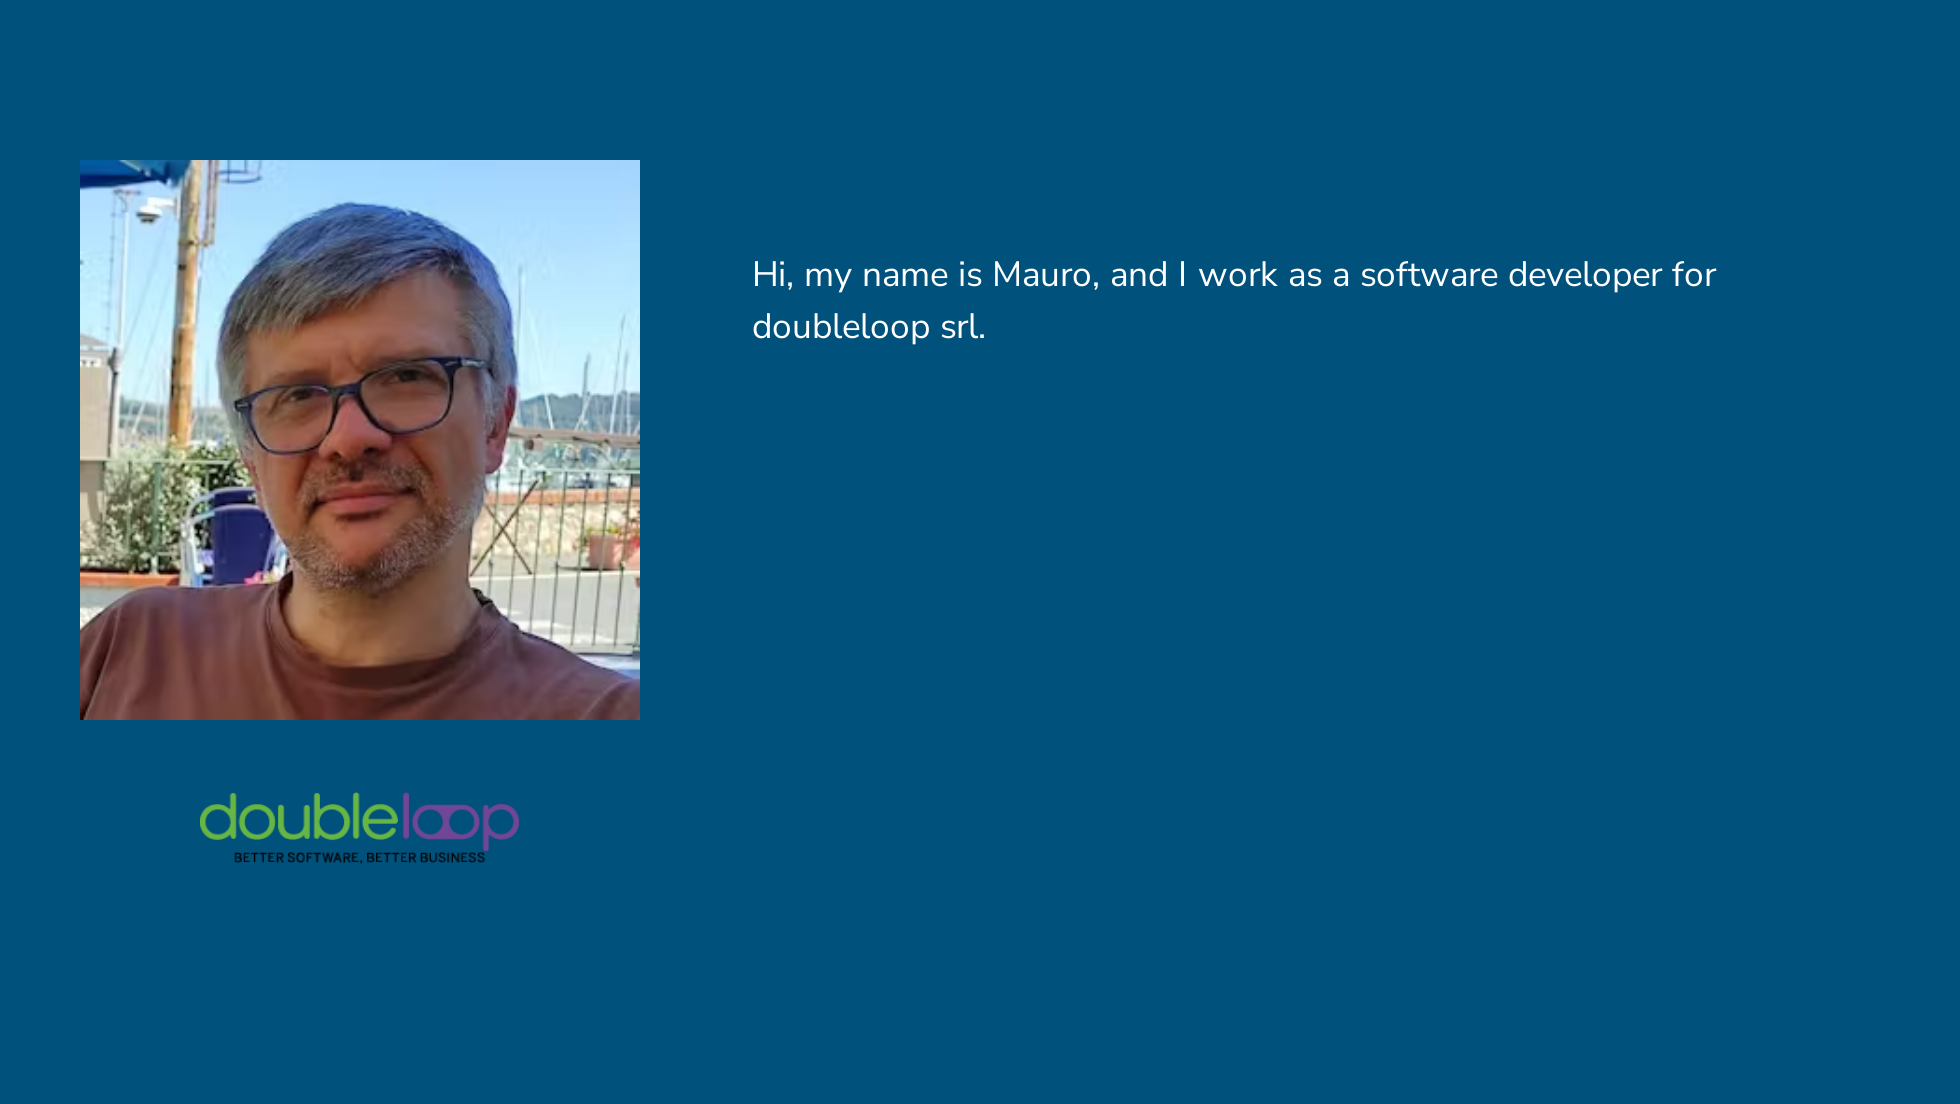 Hi, my name is Mauro, and I work as a software developer for
doubleloop srl.
doubleloop
BETTER SOFTWARE, BETTER BUSINESS